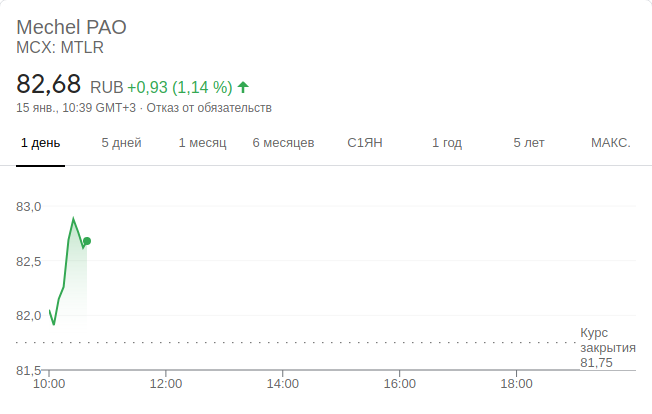 Mechel PAO
MCX: MTLR
82,68 RUB +0,93 (1,14 %)
15 янв., 10:39 GMT+3 · Отказ от обязательств
1 день 5 дней 1 месяц 6 месяцев С1ЯН 1 год 5 лет МАКС.
83,0
82,5
82,0
81,5
Курс
закрытия
81,75
10:00 12:00 14:00 16:00 18:00